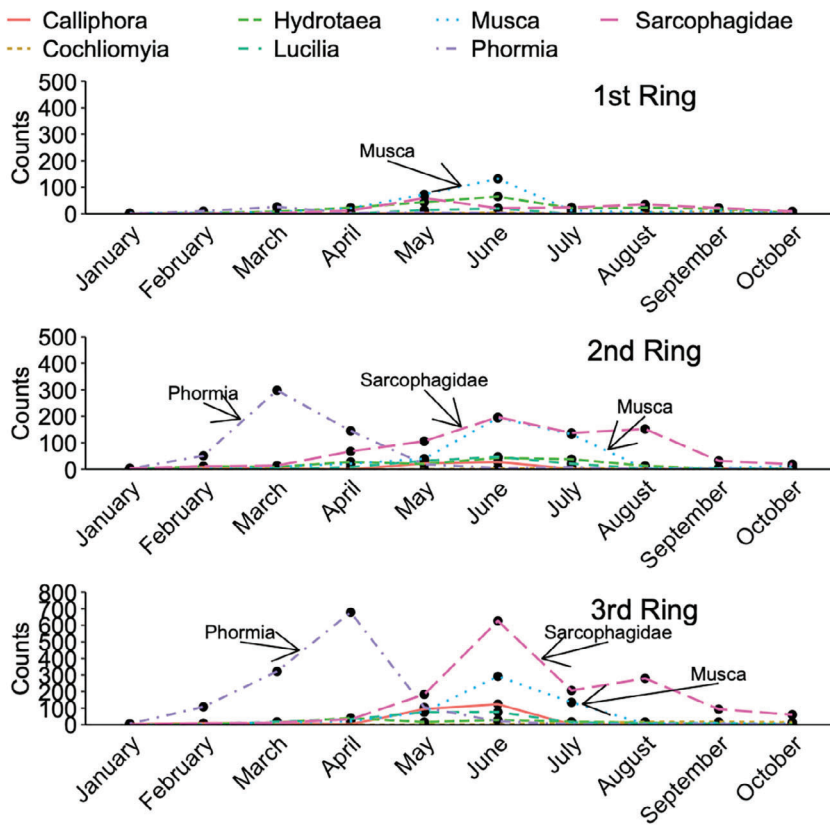 Calliphora Hydrotaea Musca Sarcophagidae
Cochliomyia Lucilia Phormia
1st Ring
Counts
500
400
300
200
100
0
Musca
January February March April May June July August September October
2nd Ring
Counts
500
400
300
200
100
0
Phormia
Sarcophagidae
Musca
January February March April May June July August September October
3rd Ring
Counts
800
700
600
500
400
300
200
100
0
Phormia
Sarcophagidae
Musca
January February March April May June July August September October